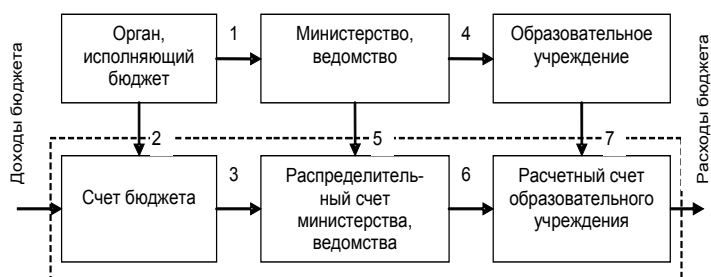 Орган,
исполняющий
бюджет
1
Министерство,
ведомство
4
Образовательное
учреждение
Доходы бюджета
Расходы бюджета
2
5
7
Счет бюджета
3
Распределитель-
ный счет
министерства,
ведомства
6
Расчетный счет
образовательного
учреждения